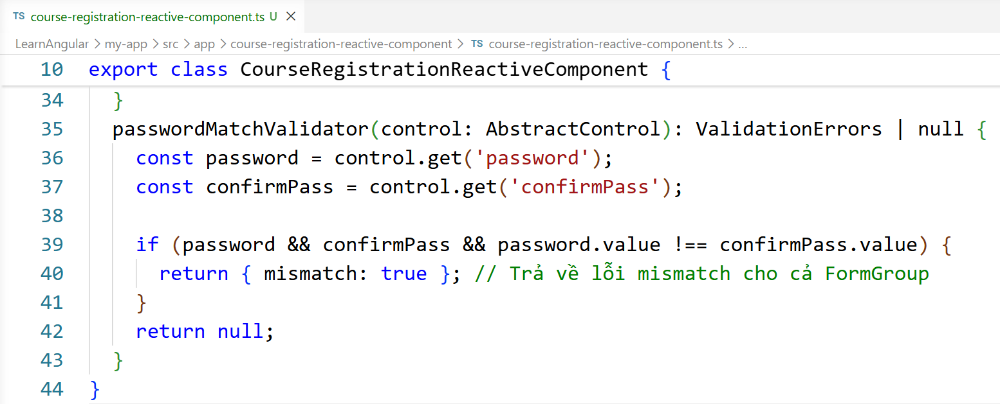 TS course-registration-reactive-component.ts U
LearnAngular > my-app > src > app > course-registration-reactive-component > TS course-registration-reactive-component.ts > ...
10 export class CourseRegistrationReactiveComponent {
34 }
35 passwordMatchValidator(control: AbstractControl): ValidationErrors | null {
36 const password = control.get('password');
37 const confirmPass = control.get('confirmPass');
38
39 if (password && confirmPass && password.value !== confirmPass.value) {
40 return { mismatch: true }; // Trả về lỗi mismatch cho cả FormGroup
41 }
42 return null;
43 }
44 }